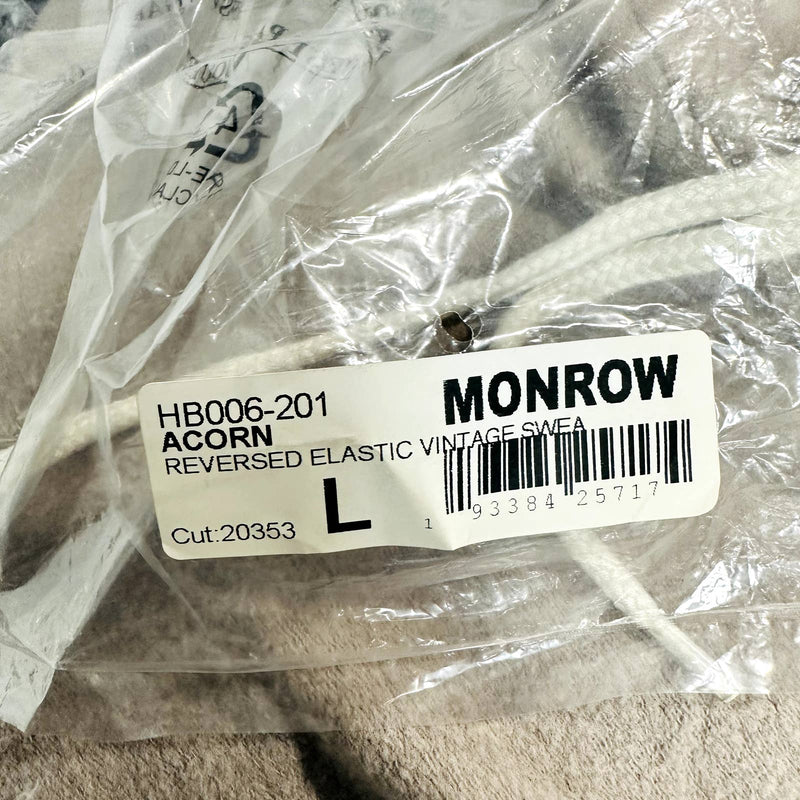 HB006-201
MONROW
ACORN
REVERSED ELASTIC VINTAGE SWEA
L
Cut:20353
1 93384 25717